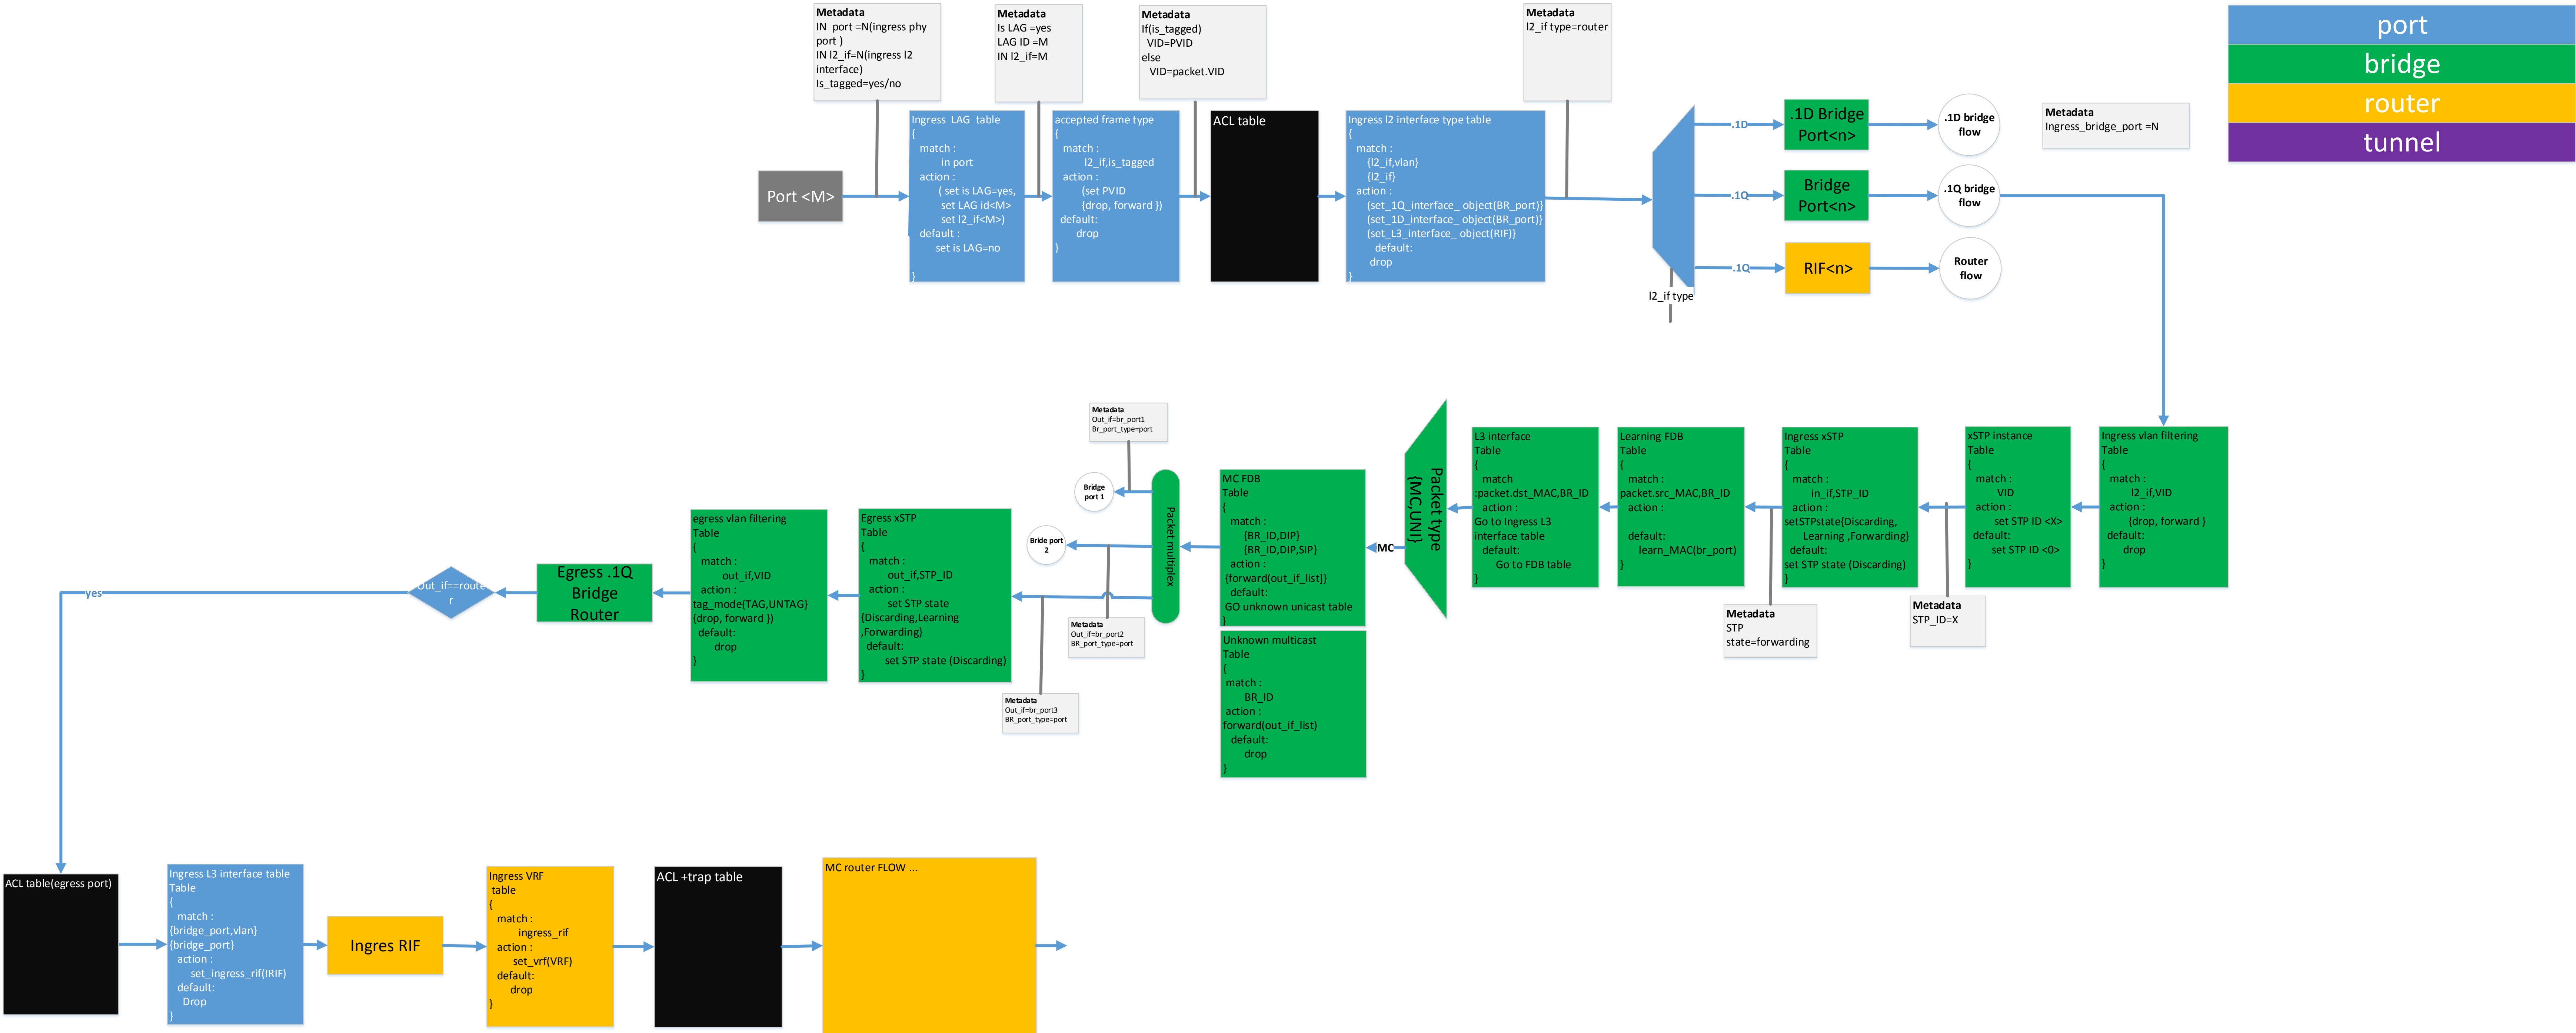 Metadata
IN  port =N(ingress phy
port )
IN l2_if=N(ingress l2
interface)
Is_tagged=yes/no
Metadata
Is LAG =yes
LAG ID =M
IN l2_if=M
Metadata
If(is_tagged)
VID=PVID
else
VID=packet.VID
Metadata
l2_if type=router
port
bridge
router
tunnel
Port <M>
Ingress  LAG  table
{
match :
in port
action :
( set is LAG=yes,
set LAG id<M>
set l2_if<M>)
default :
set is LAG=no
}
accepted frame type
{
match :
l2_if,is_tagged
action :
(set PVID
{drop, forward })
default:
drop
}
ACL table
Ingress l2 interface type table
{
match :
{l2_if,vlan}
{l2_if}
action :
(set_1Q_interface_ object(BR_port)}
(set_1D_interface_ object(BR_port)}
(set_L3_interface_ object(RIF)}
default:
drop
}
l2_if type
.1D
.1D Bridge
Port<n>
.1D bridge
flow
.1Q
Bridge
Port<n>
.1Q bridge
flow
.1Q
RIF<n>
Router
flow
Metadata
Ingress_bridge_port =N
Ingress vlan filtering
Table
{
match :
l2_if,VID
action :
{drop, forward }
default:
drop
}
xSTP instance
Table
{
match :
VID
action :
set STP ID <X>
default:
set STP ID <0>
}
Metadata
STP_ID=X
Ingress xSTP
Table
{
match :
in_if,STP_ID
action :
setSTPstate{Discarding,
Learning ,Forwarding}
default:
set STP state (Discarding)
}
Metadata
STP
state=forwarding
Learning FDB
Table
{
match :
packet.src_MAC,BR_ID
action :
default:
learn_MAC(br_port)
}
L3 interface
Table
{
match
:packet.dst_MAC,BR_ID
action :
Go to Ingress L3
interface table
default:
Go to FDB table
}
Packet type
{MC,UNI}
MC
MC FDB
Table
{
match :
{BR_ID,DIP}
{BR_ID,DIP,SIP}
action :
{forward(out_if_list]}
default:
GO unknown unicast table
}
Unknown multicast
Table
{
match :
BR_ID
action :
forward(out_if_list)
default:
drop
}
Packet multiplex
Metadata
Out_if=br_port1
Br_port_type=port
Bridge
port 1
Bride port
2
Metadata
Out_if=br_port2
BR_port_type=port
Metadata
Out_if=br_port3
BR_port_type=port
Egress xSTP
Table
{
match :
out_if,STP_ID
action :
set STP state
{Discarding,Learning
,Forwarding}
default:
set STP state (Discarding)
}
egress vlan filtering
Table
{
match :
out_if,VID
action :
tag_mode(TAG,UNTAG}
{drop, forward })
default:
drop
}
Egress .1Q
Bridge
Router
Out_if==route
r
yes
ACL table(egress port)
Ingress L3 interface table
Table
{
match :
{bridge_port,vlan}
{bridge_port}
action :
set_ingress_rif(IRIF)
default:
Drop
}
Ingres RIF
Ingress VRF
table
{
match :
ingress_rif
action :
set_vrf(VRF)
default:
drop
}
ACL +trap table
MC router FLOW ...